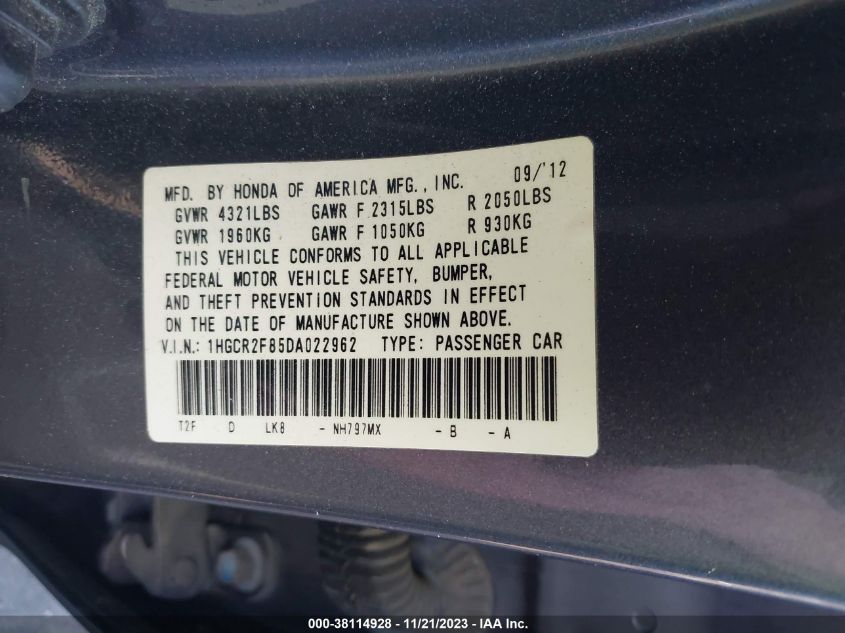 MFD. BY HONDA OF AMERICA MFG., INC. 09/'12
GVWR 4321LBS GAWR F 2315LBS R 2050LBS
GVWR 1960KG GAWR F 1050KG R 930KG
THIS VEHICLE CONFORMS TO ALL APPLICABLE
FEDERAL MOTOR VEHICLE SAFETY, BUMPER,
AND THEFT PREVENTION STANDARDS IN EFFECT
ON THE DATE OF MANUFACTURE SHOWN ABOVE.
V.I.N.: 1HGCR2F85DA022962 TYPE: PASSENGER CAR
T2F D LK8 - NH797MX - B - A
000-38114928 - 11/21/2023 - IAA Inc.